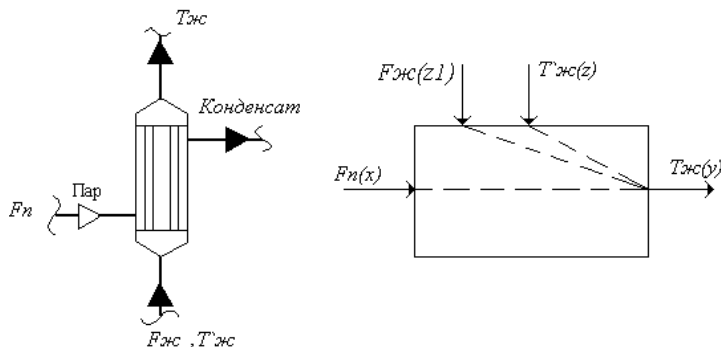 Тж
Конденсат
Пар
Fп
Fж ,T`ж
Fж(z1)
T`ж(z)
Fп(x)
Тж(y)